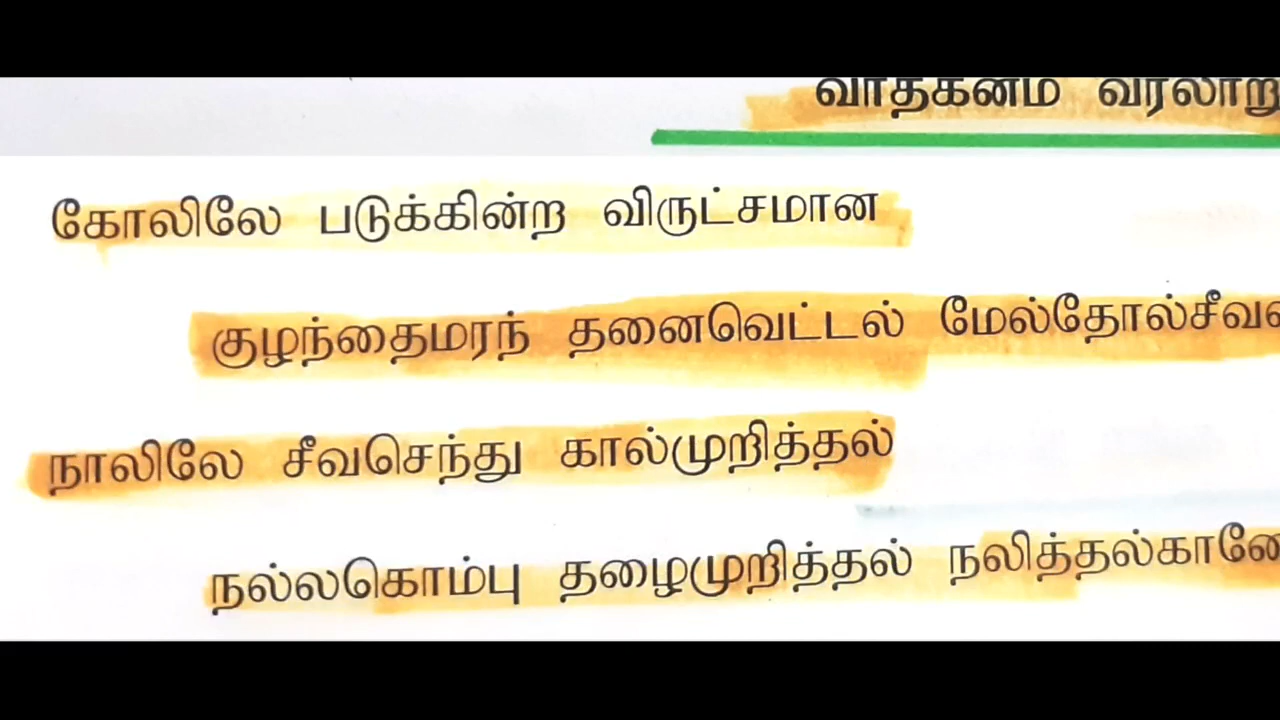 வாதகனம் வரலாறு
கோலிலே படுக்கின்ற விருட்சமான
குழந்தைமரந் தனைவெட்டல்
நாலிலே சீவசெந்து கால்முறித்தல்
நல்லகொம்பு தழைமுறித்தல் நலித்தல்காணே